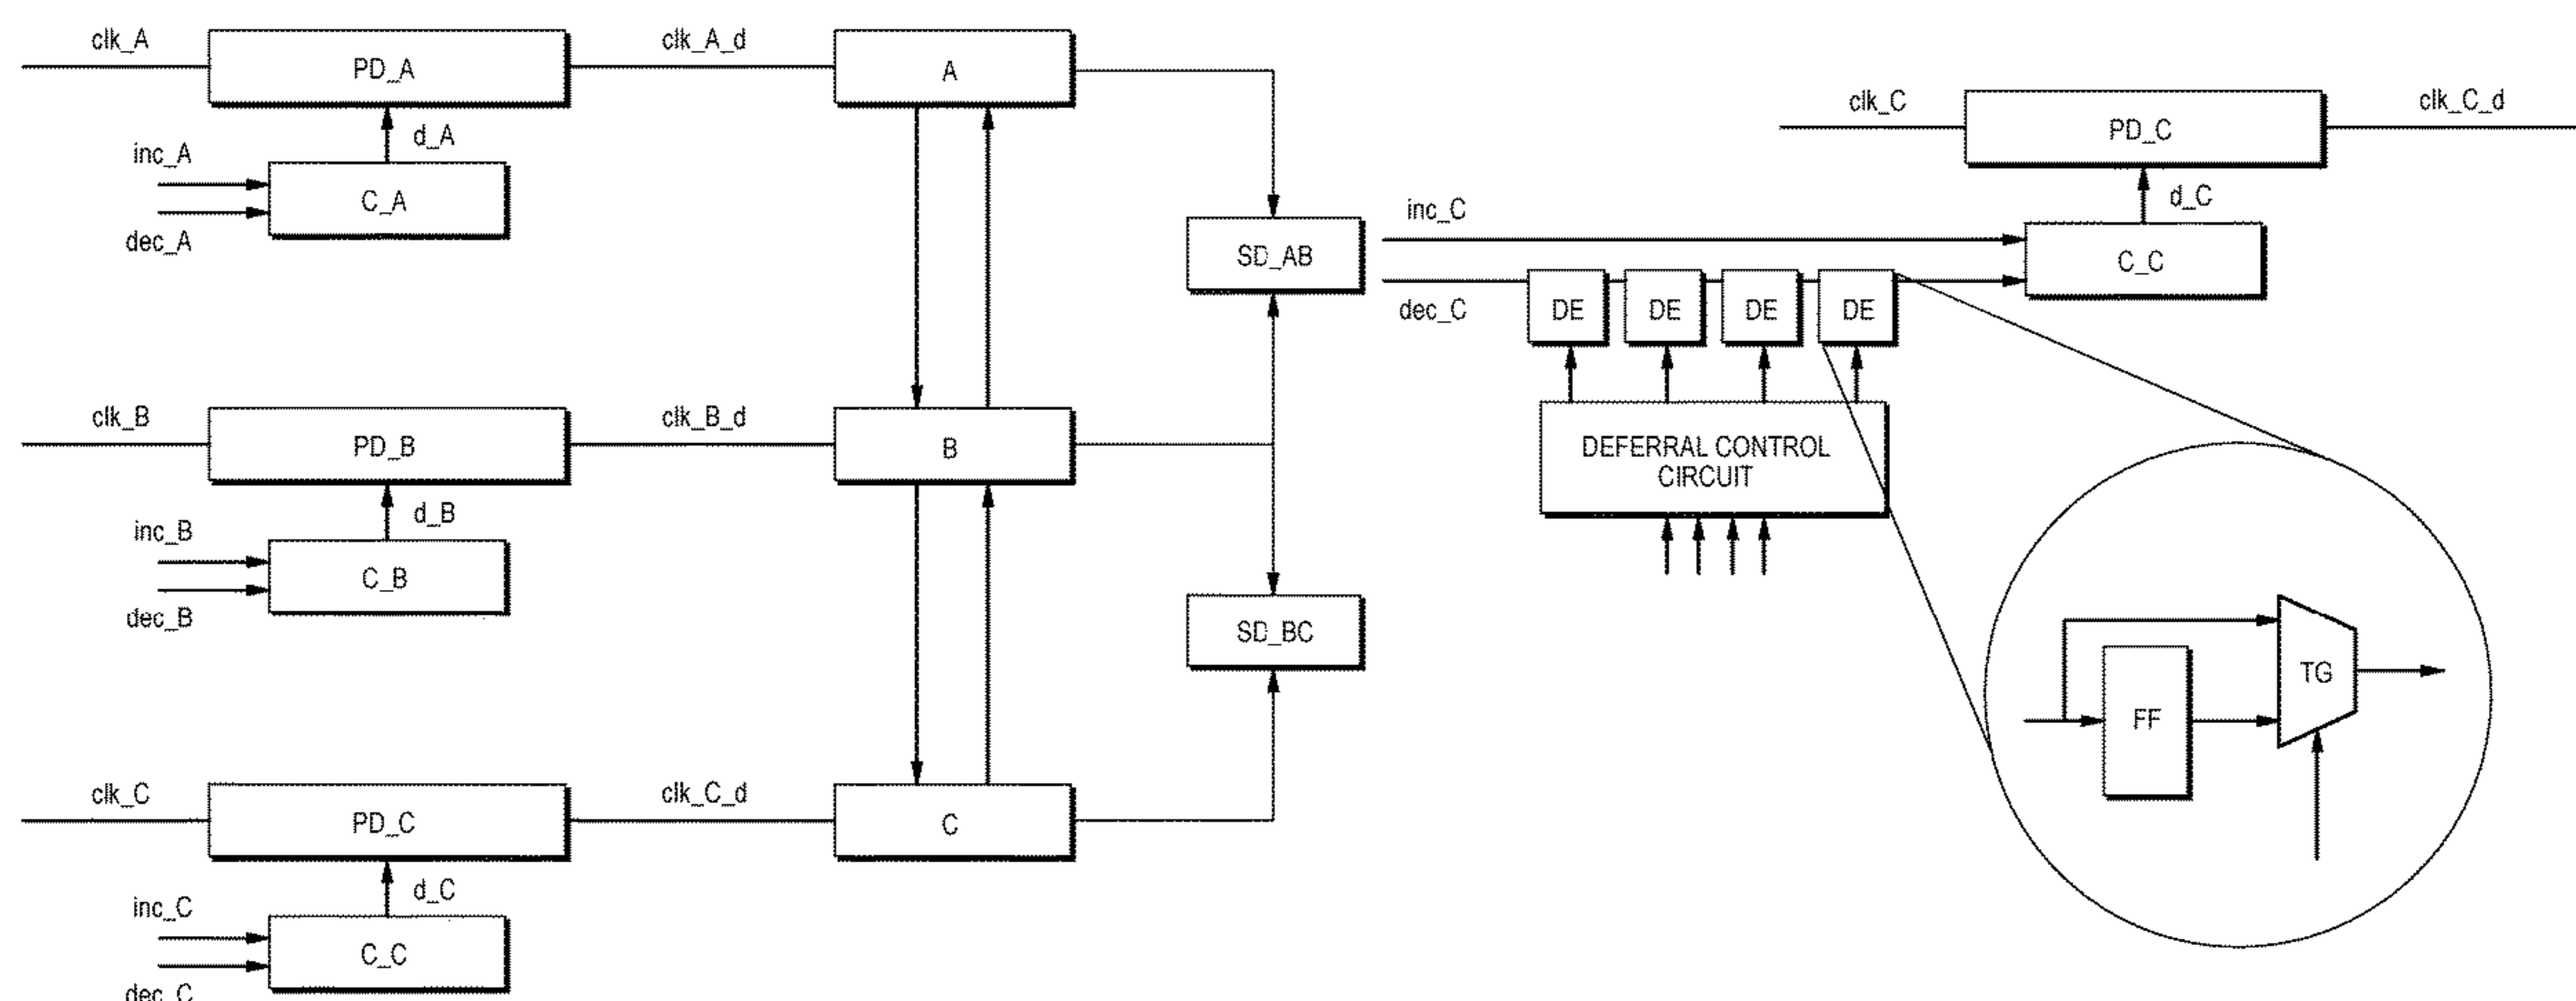 clk_A
PD_A
clk_A_d
A
d_A
inc_A
C_A
dec_A
SD_AB
clk_B
PD_B
clk_B_d
B
d_B
inc_B
C_B
dec_B
SD_BC
clk_C
PD_C
clk_C_d
C
d_C
inc_C
C_C
dec_C
clk_C
PD_C
clk_C_d
d_C
inc_C
C_C
dec_C
DE
DE
DE
DE
DEFERRAL CONTROL
CIRCUIT
TG
FF